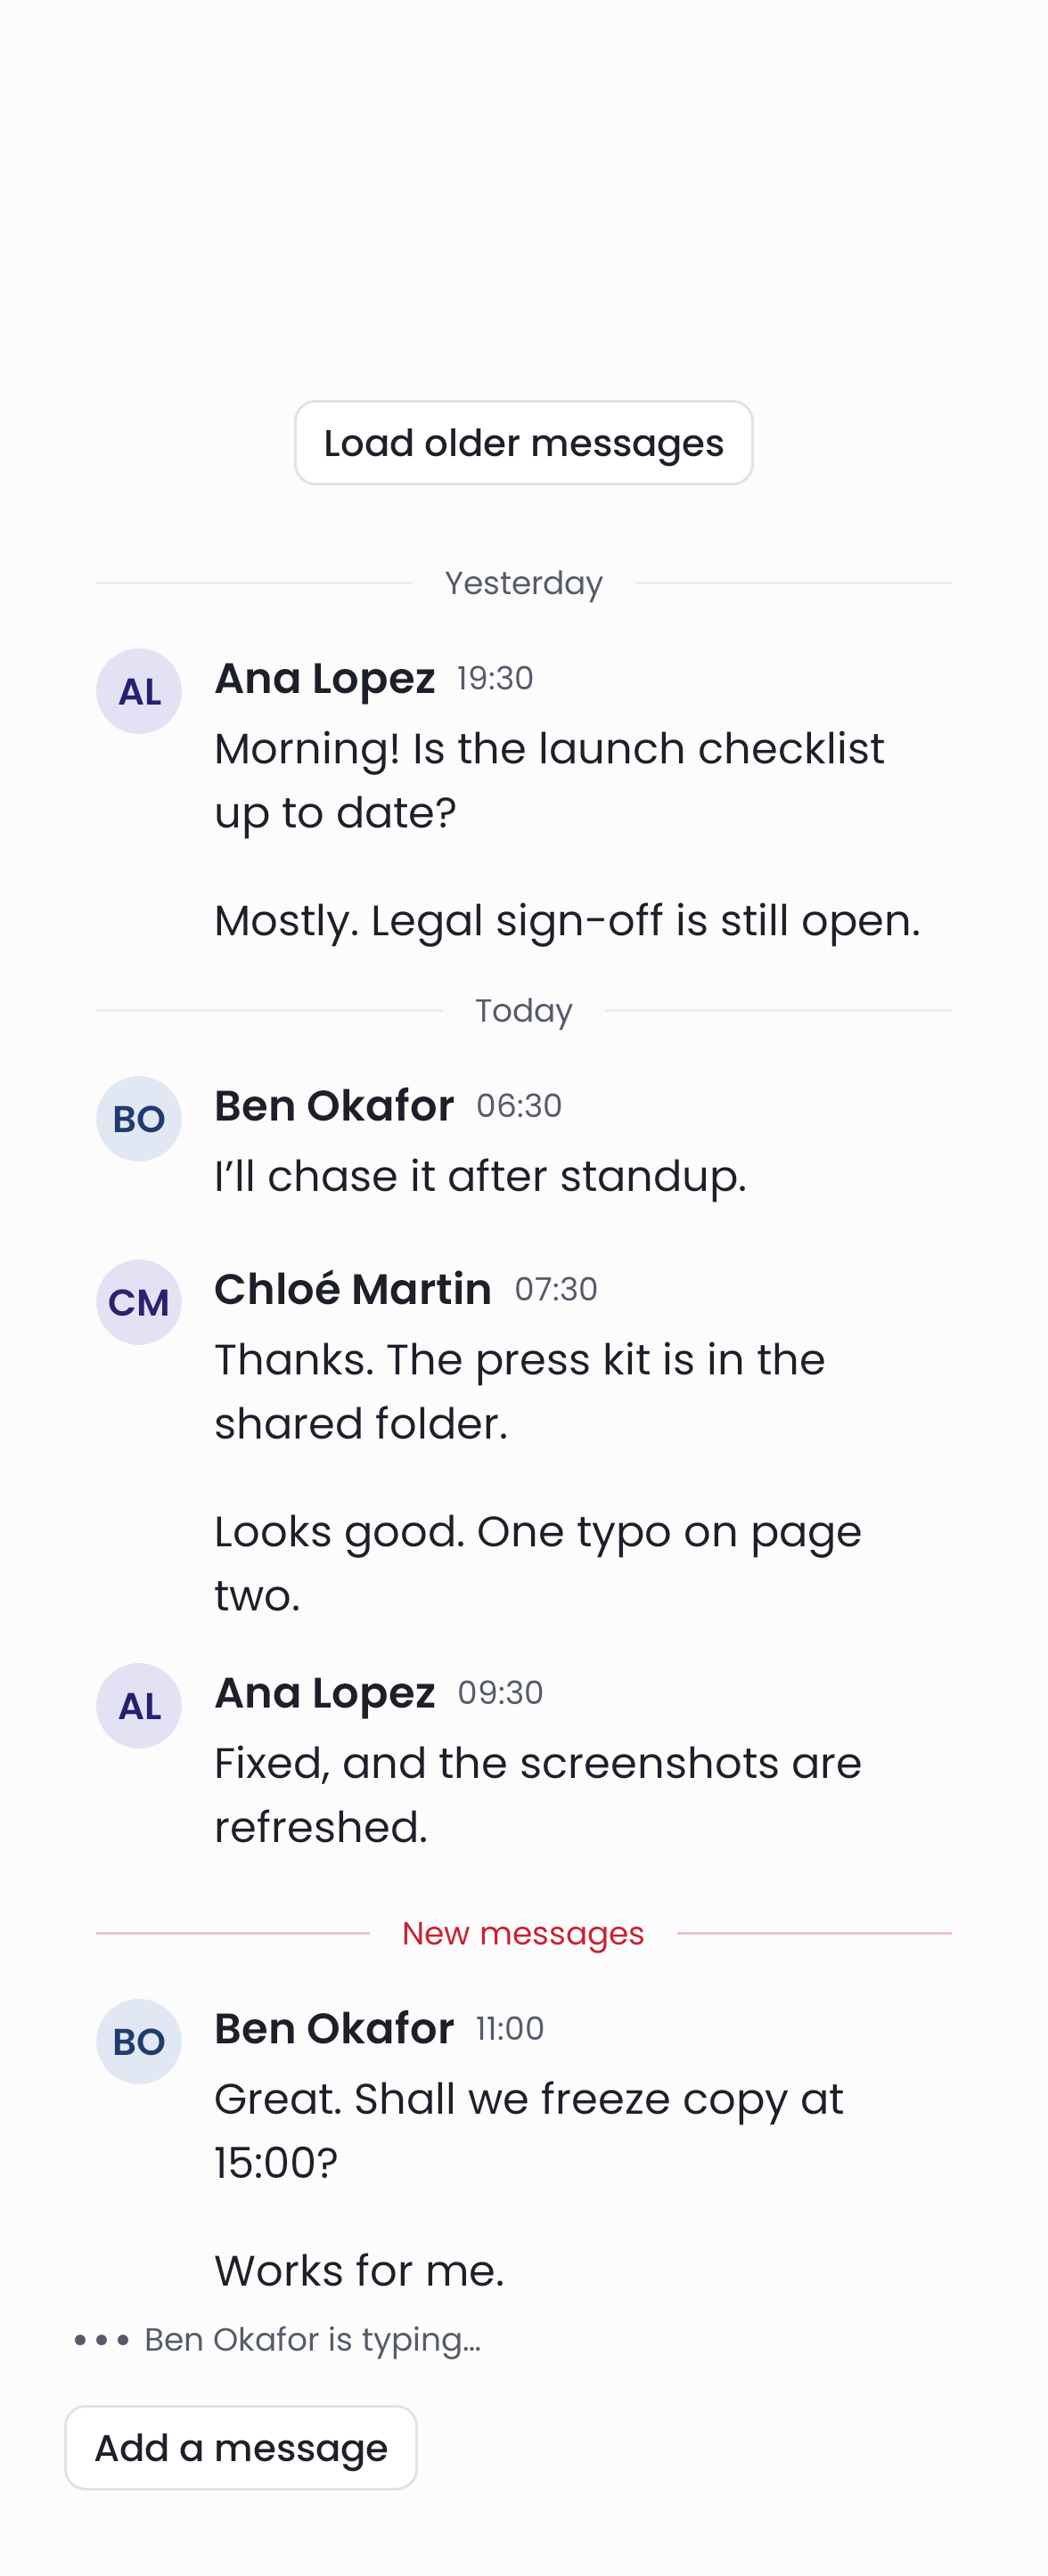 Load older messages
Yesterday
AL
Ana Lopez 19:30
Morning! Is the launch checklist
up to date?
Mostly. Legal sign-off is still open.
Today
BO
Ben Okafor 06:30
I’ll chase it after standup.
CM
Chloé Martin 07:30
Thanks. The press kit is in the
shared folder.
Looks good. One typo on page
two.
AL
Ana Lopez 09:30
Fixed, and the screenshots are
refreshed.
New messages
BO
Ben Okafor 11:00
Great. Shall we freeze copy at
15:00?
Works for me.
Ben Okafor is typing…
Add a message